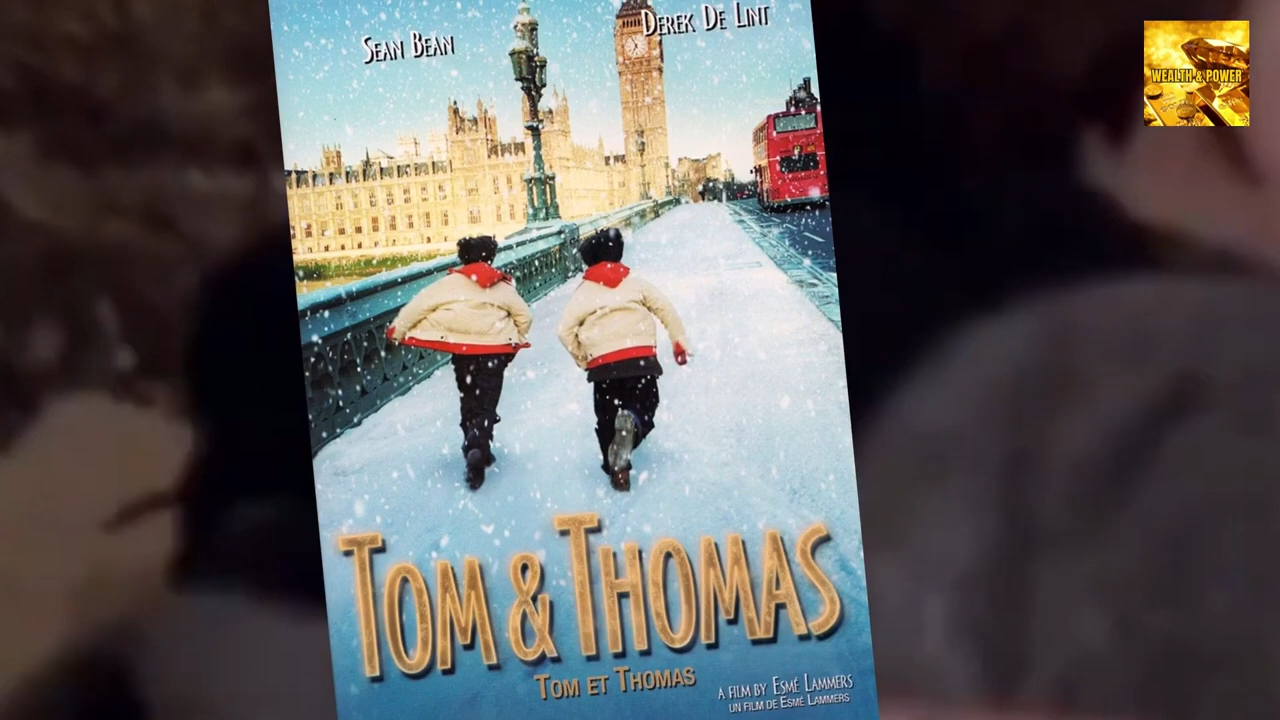 SEAN BEAN
DEREK DE LINT
WEALTH & POWER
TOM & THOMAS
TOM ET THOMAS
A FILM BY ESMÉ LAMMERS
UN FILM DE ESMÉ LAMMERS